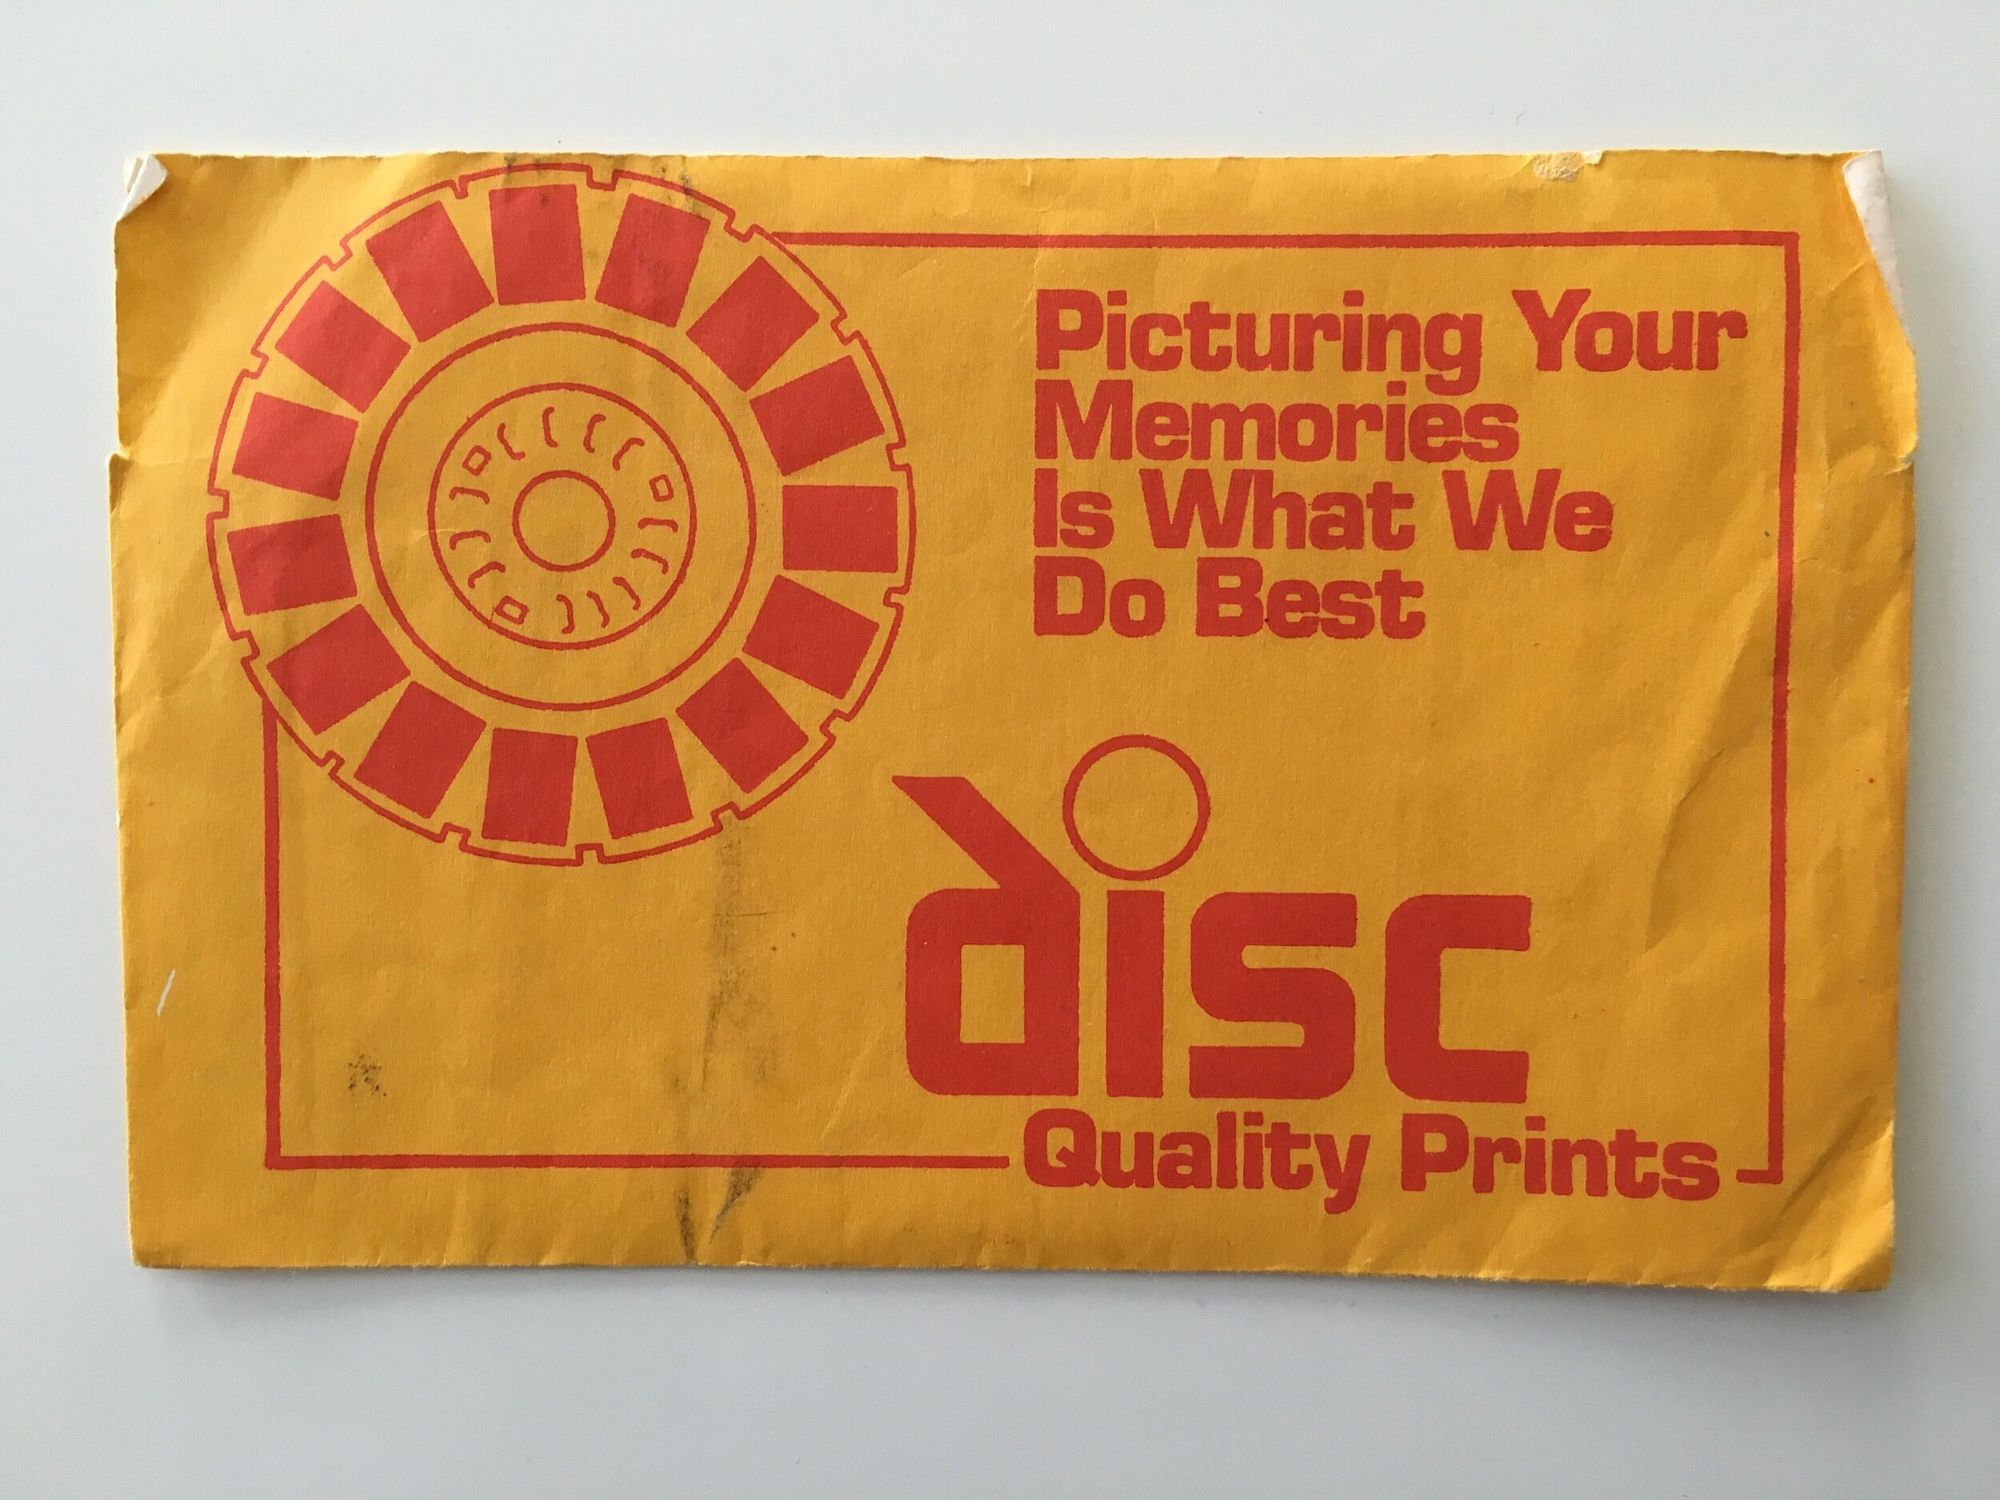 Picturing Your
Memories
Is What We
Do Best
disc
Quality Prints